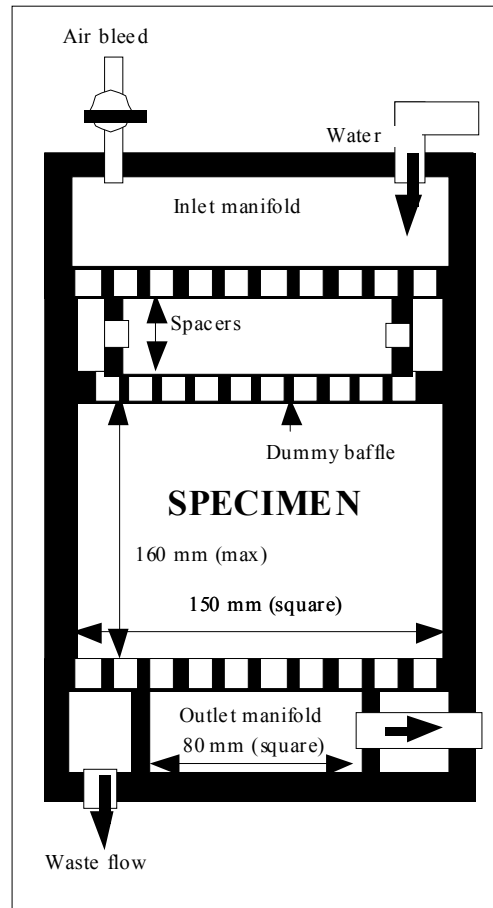 Air bleed
Water
Inlet manifold
Spacers
Dummy baffle
SPECIMEN
160 mm (max)
150 mm (square)
Outlet manifold
80 mm (square)
Waste flow